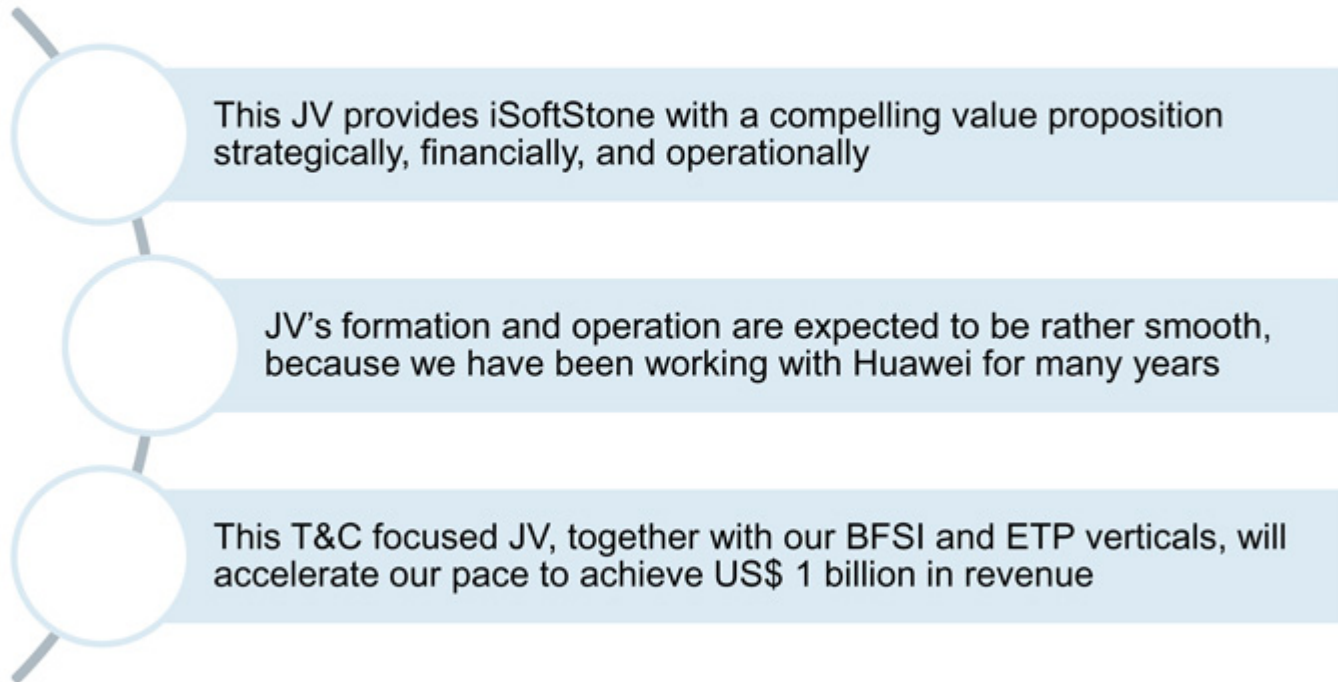 This JV provides iSoftStone with a compelling value proposition
strategically, financially, and operationally
JV’s formation and operation are expected to be rather smooth,
because we have been working with Huawei for many years
This T&C focused JV, together with our BFSI and ETP verticals, will
accelerate our pace to achieve US$ 1 billion in revenue